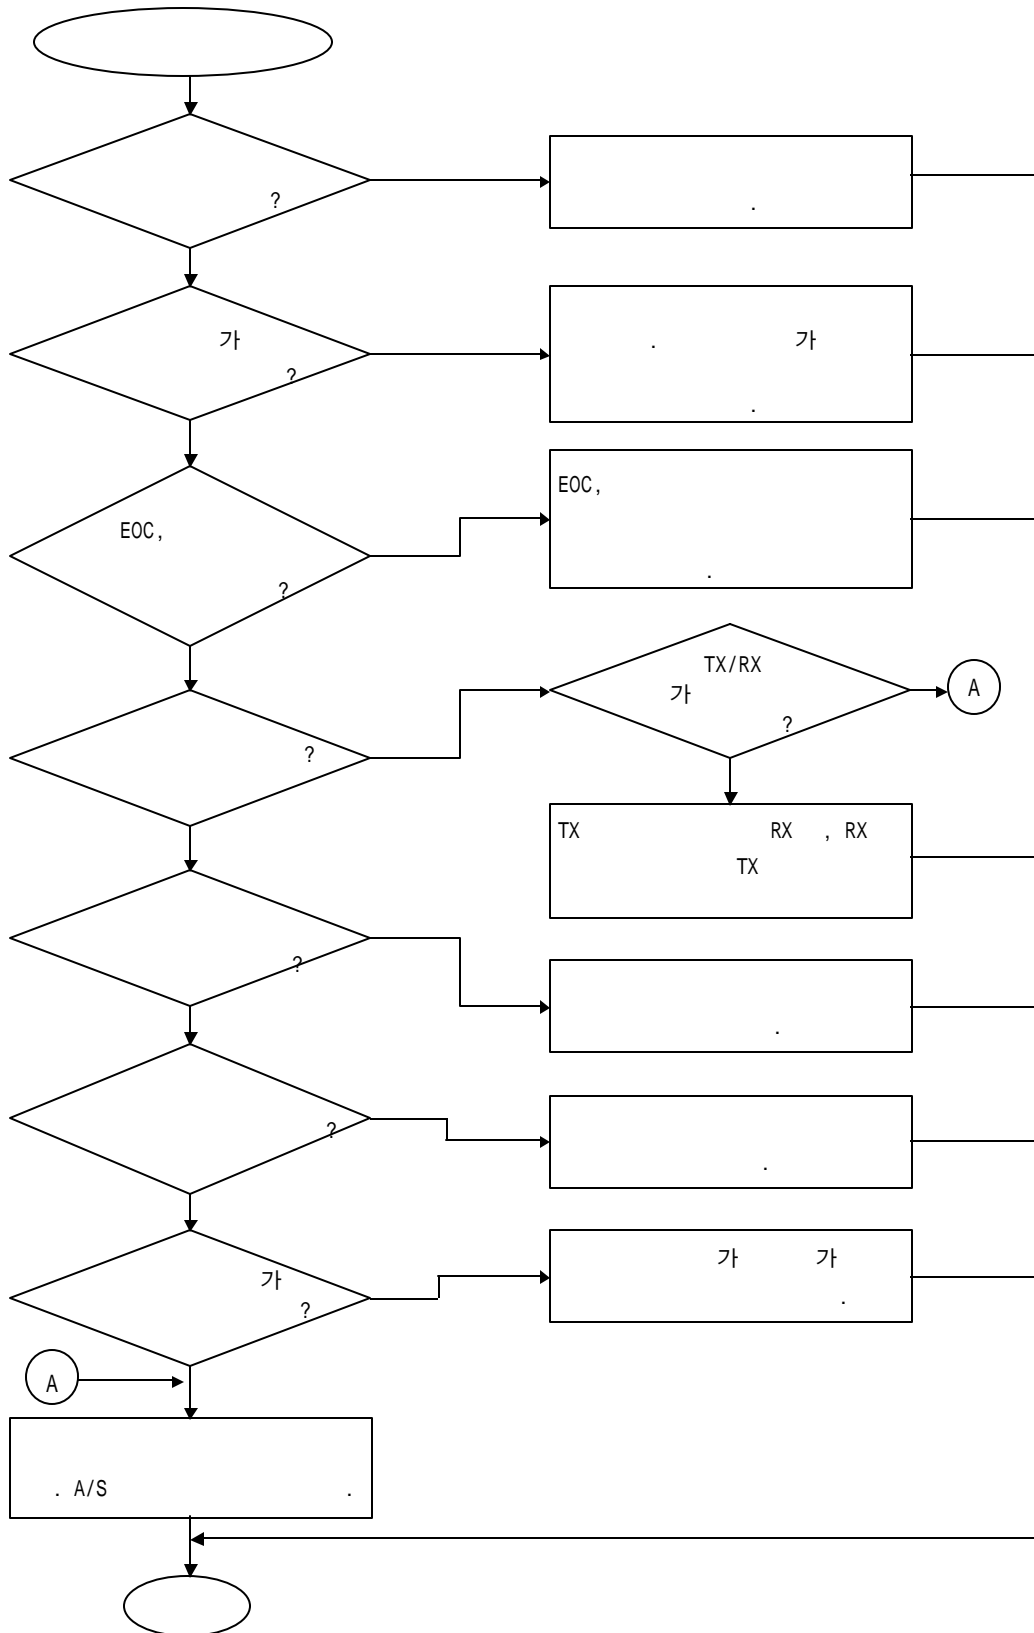 ?
.
가
?
. 가
.
EOC,
?
EOC,
.
?
TX/RX
가
?
A
TX RX , RX
TX
?
.
?
.
가
?
가 가
.
A
. A/S .